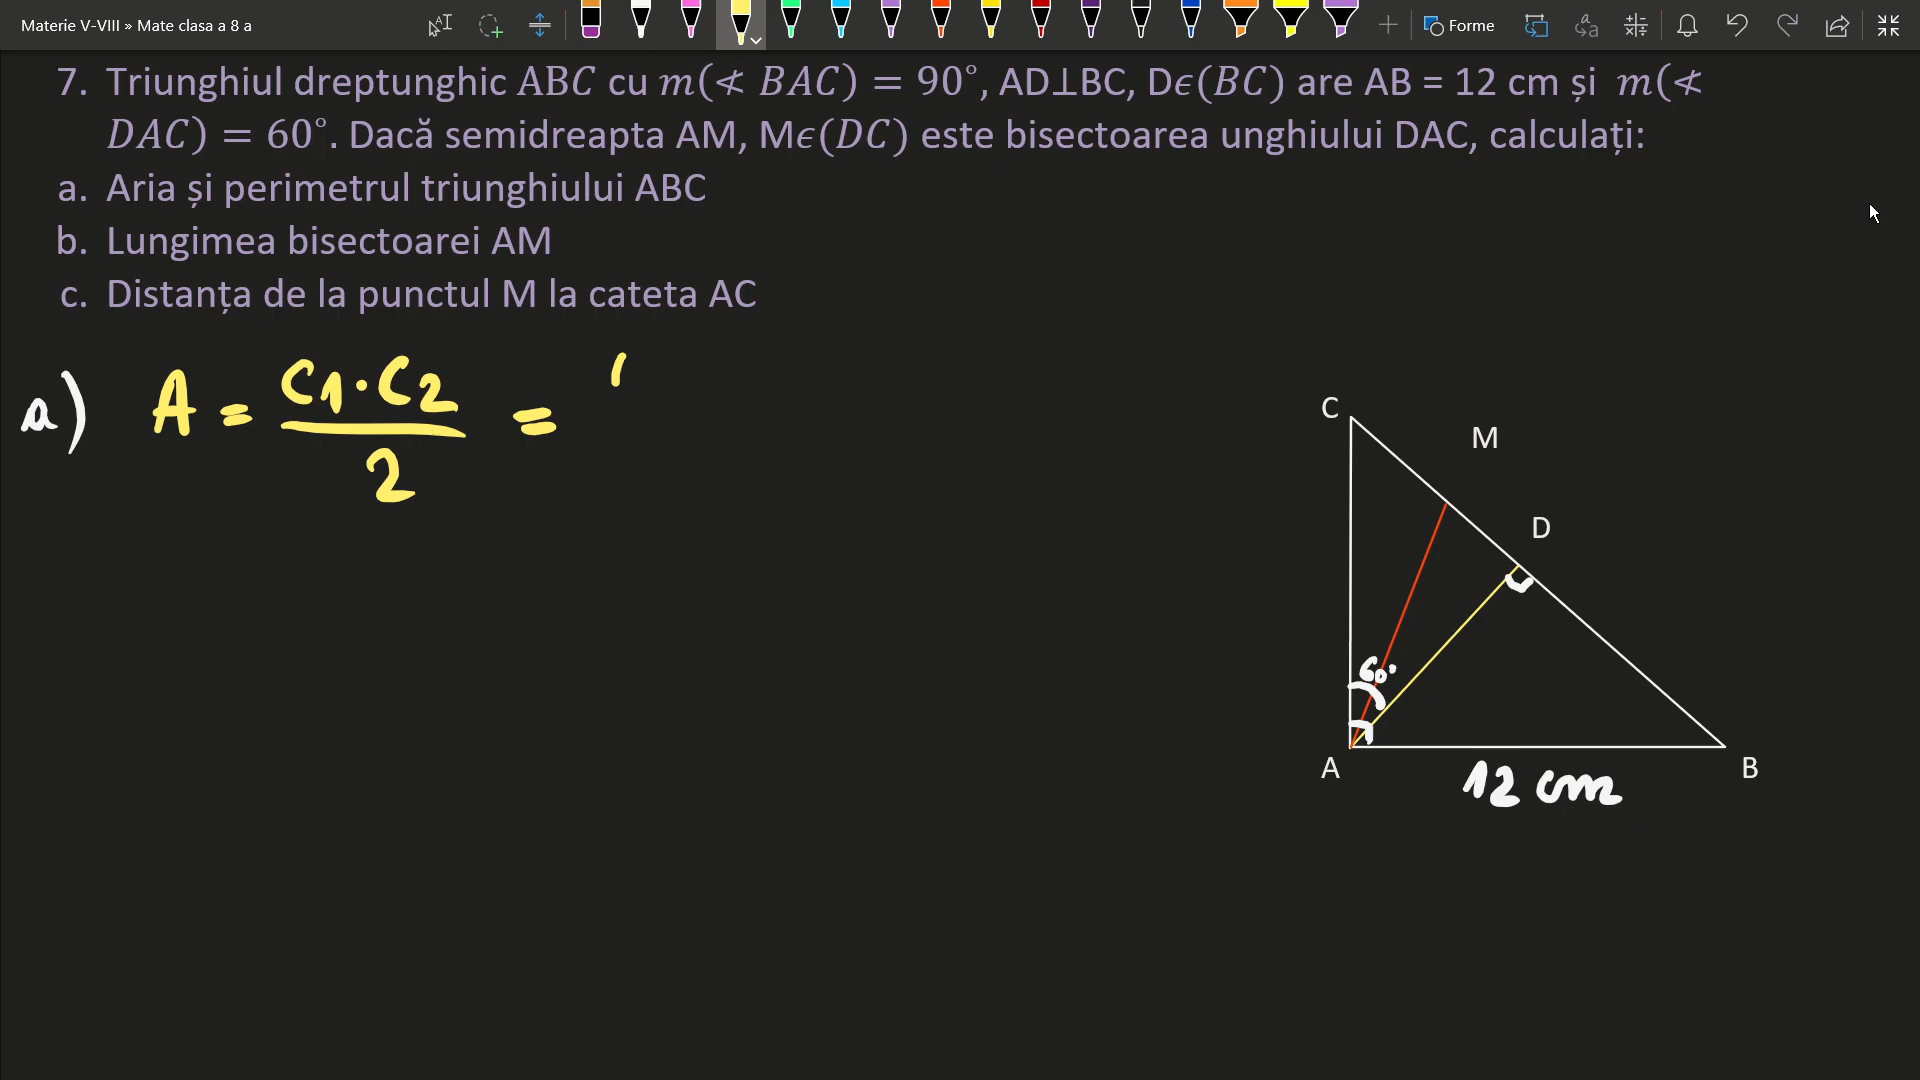 Materie V-VIII » Mate clasa a 8 a
Forme
7. Triunghiul dreptunghic ABC cu m(∢ BAC) = 90°, AD⊥BC, Dϵ(BC) are AB = 12 cm și m(∢
DAC) = 60°. Dacă semidreapta AM, Mϵ(DC) este bisectoarea unghiului DAC, calculați:
a. Aria și perimetrul triunghiului ABC
b. Lungimea bisectoarei AM
c. Distanța de la punctul M la cateta AC
a) A = C1·C2 / 2 =
C
M
D
60°
A
B
12 cm